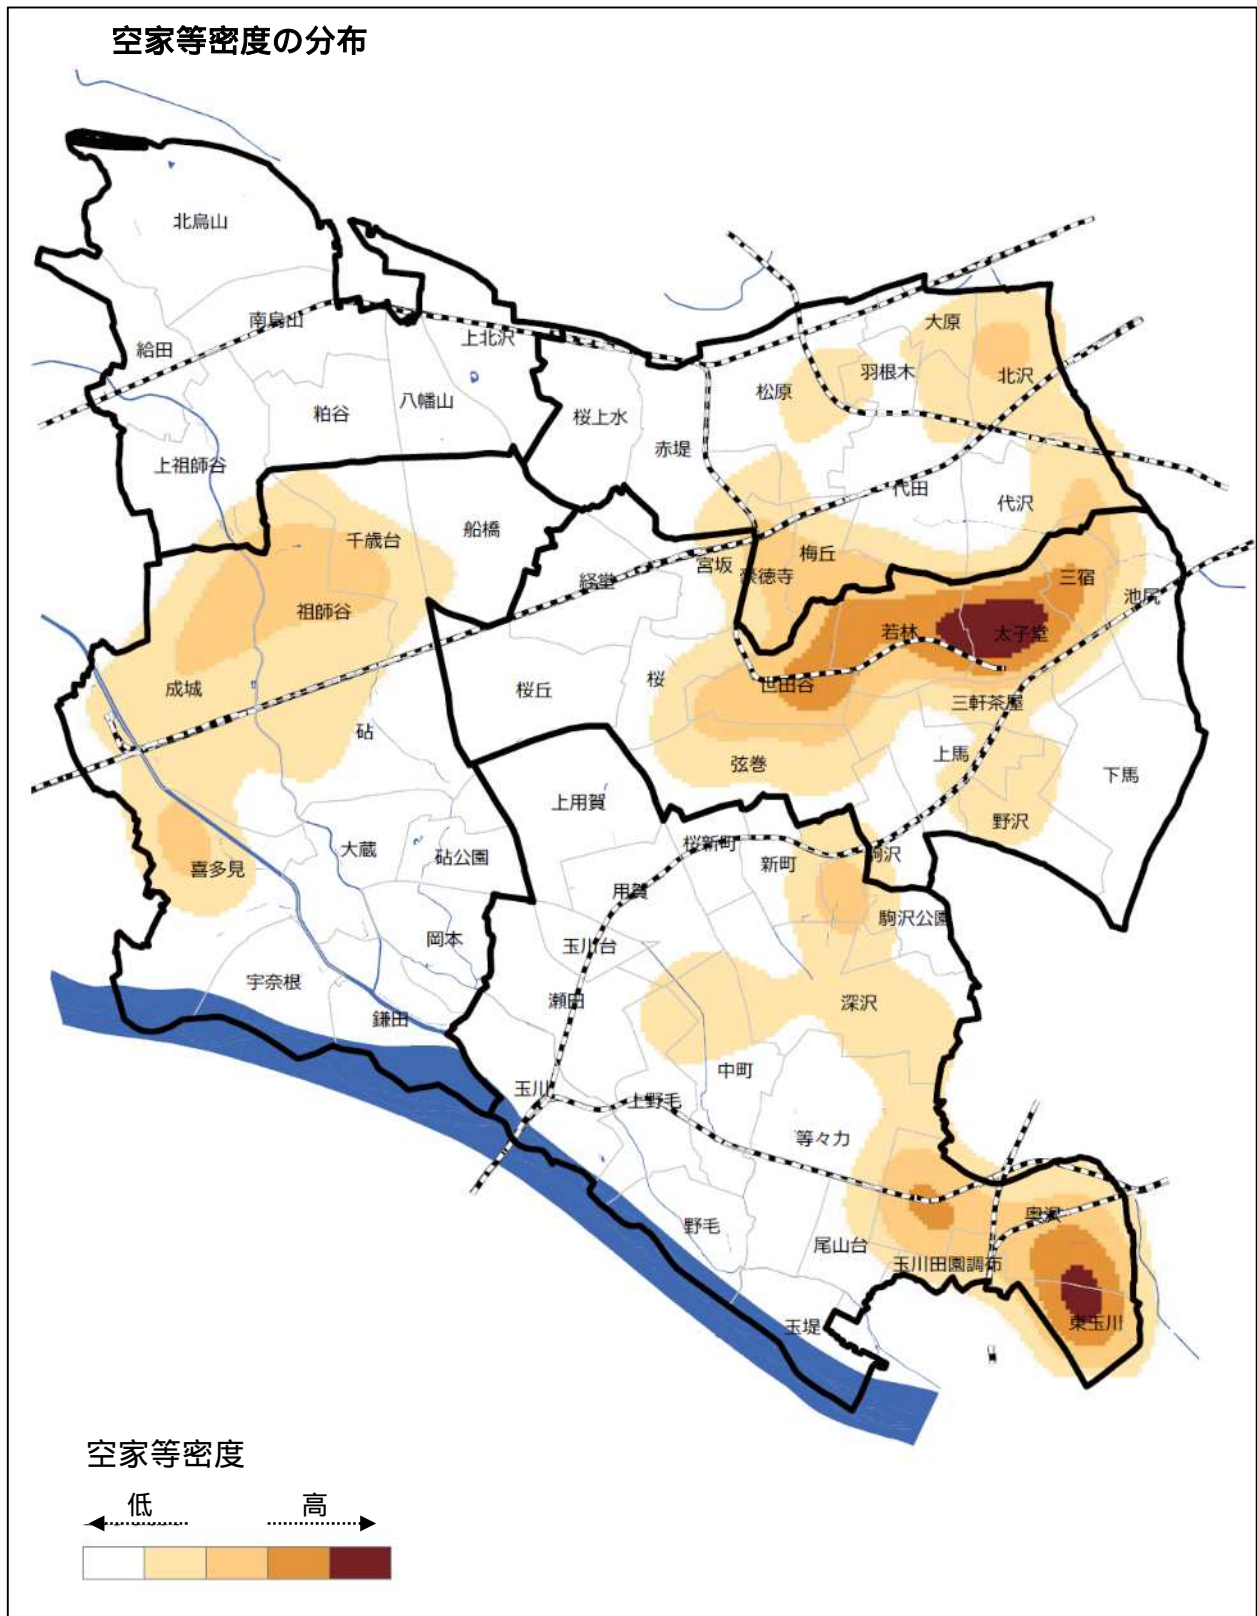 空家等密度の分布
北烏山
南烏山
給田
上北沢
粕谷
八幡山
上祖師谷
桜上水
赤堤
松原
羽根木
大原
北沢
代田
代沢
船橋
千歳台
祖師谷
経堂
宮坂
豪徳寺
梅丘
三宿
池尻
若林
太子堂
成城
砧
桜丘
桜
世田谷
三軒茶屋
弦巻
上馬
下馬
野沢
上用賀
桜新町
新町
駒沢
喜多見
大蔵
砧公園
用賀
駒沢公園
岡本
玉川台
宇奈根
瀬田
深沢
鎌田
中町
玉川
上野毛
等々力
野毛
尾山台
奥沢
玉川田園調布
東玉川
玉堤
空家等密度
低
高